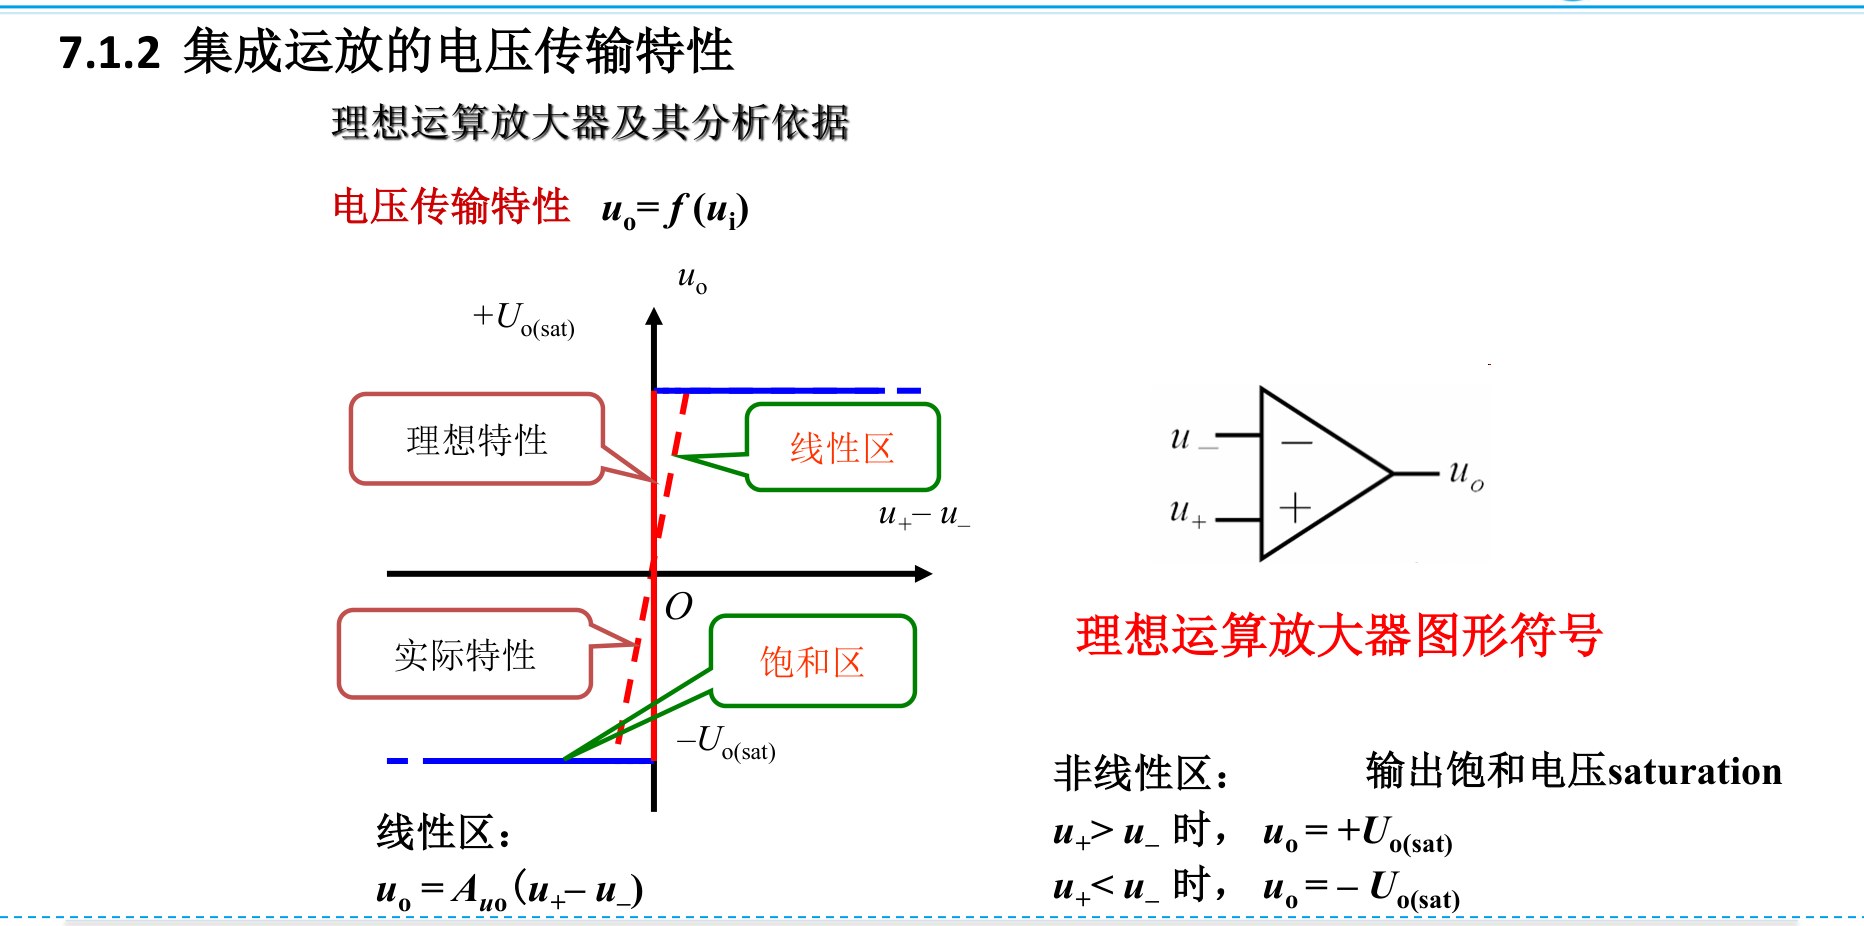 7.1.2 集成运放的电压传输特性
理想运算放大器及其分析依据
电压传输特性 uo= f (ui)
uo
+Uo(sat)
理想特性
线性区
u+– u–
O
实际特性
饱和区
–Uo(sat)
线性区：
uo = Auo（u+– u–)
u–
u+
−
+
uo
理想运算放大器图形符号
非线性区： 输出饱和电压saturation
u+> u– 时， uo = +Uo(sat)
u+< u– 时， uo = – Uo(sat)